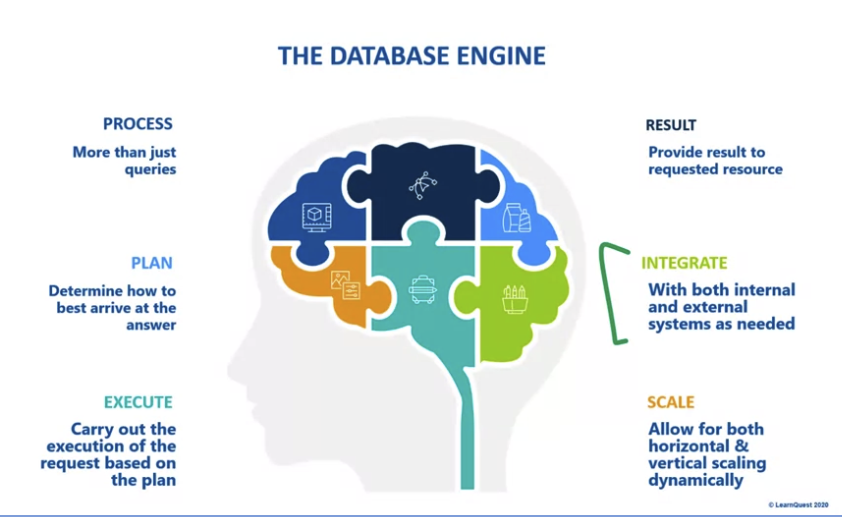 THE DATABASE ENGINE
PROCESS
More than just
queries
PLAN
Determine how to
best arrive at the
answer
EXECUTE
Carry out the
execution of the
request based on
the plan
RESULT
Provide result to
requested resource
INTEGRATE
With both internal
and external
systems as needed
SCALE
Allow for both
horizontal &
vertical scaling
dynamically
© LearnQuest 2020